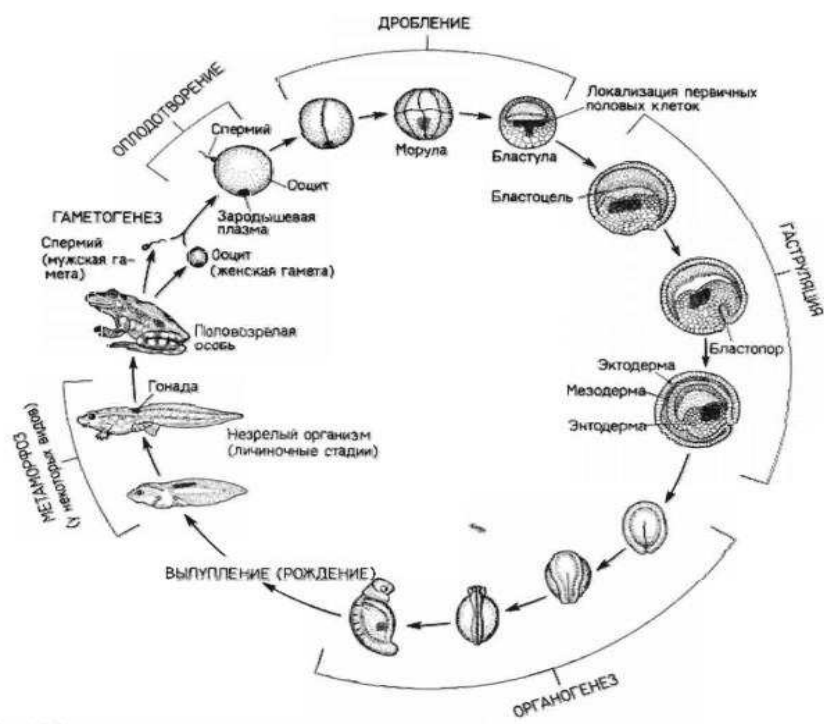 ДРОБЛЕНИЕ
ОПЛОДОТВОРЕНИЕ
Спермий
Ооцит
Зародышевая
плазма
Морула
Бластула
Локализация первичных
половых клеток
Бластоцель
ГАСТРУЛЯЦИЯ
Бластопор
Эктодерма
Мезодерма
Энтодерма
ГАМЕТОГЕНЕЗ
Спермий
(мужская га-
мета)
Ооцит
(женская гамета)
Половозрелая
особь
Гонада
Незрелый организм
(личиночные стадии)
МЕТАМОРФОЗ
(у некоторых видов)
ВЫЛУПЛЕНИЕ (РОЖДЕНИЕ)
ОРГАНОГЕНЕЗ